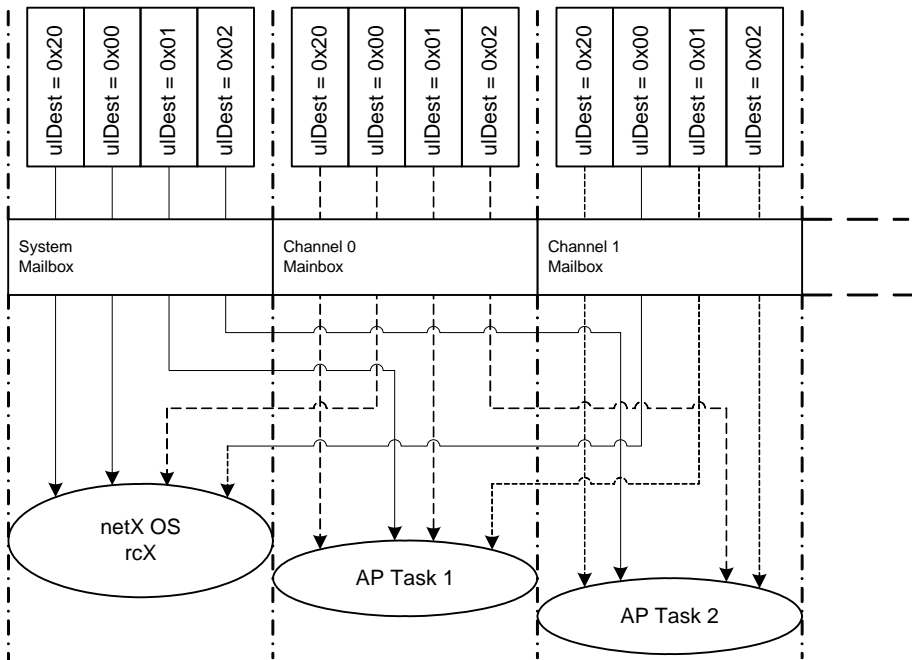 ulDest = 0x20
ulDest = 0x00
ulDest = 0x01
ulDest = 0x02
ulDest = 0x20
ulDest = 0x00
ulDest = 0x01
ulDest = 0x02
ulDest = 0x20
ulDest = 0x00
ulDest = 0x01
ulDest = 0x02
System
Mailbox
Channel 0
Mainbox
Channel 1
Mailbox
netX OS
rcX
AP Task 1
AP Task 2